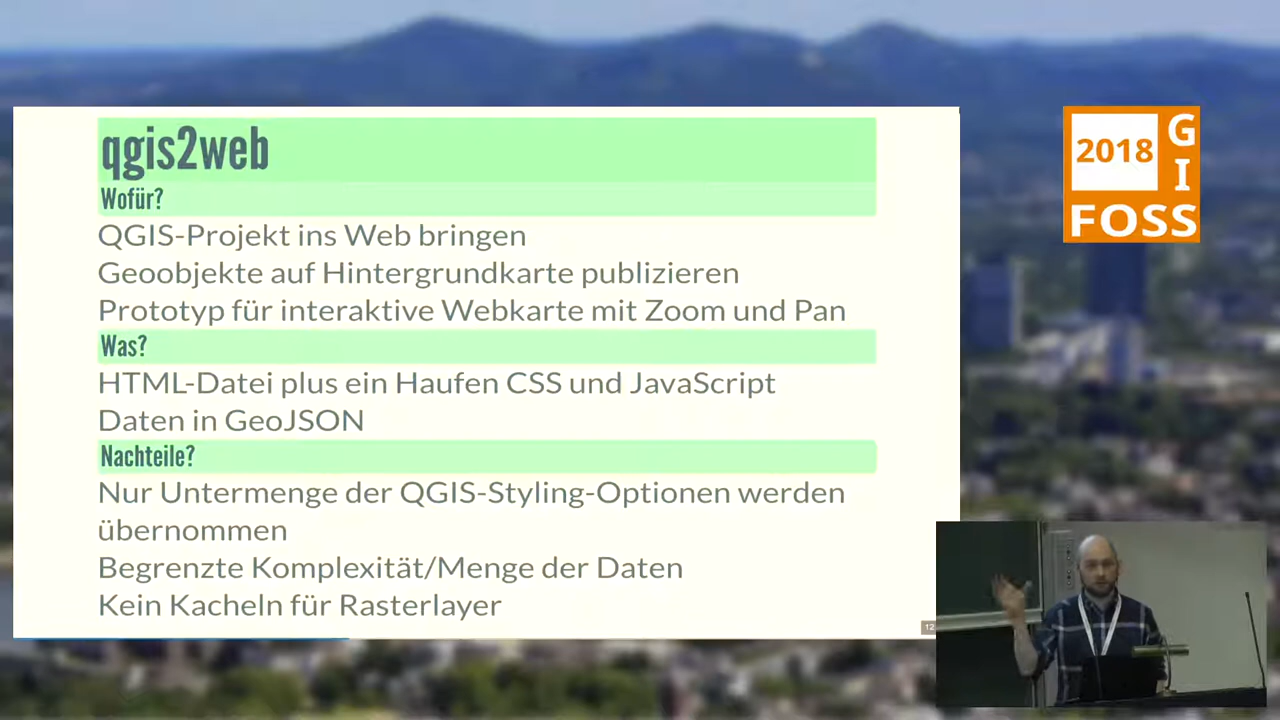 qgis2web
Wofür?
QGIS-Projekt ins Web bringen
Geoobjekte auf Hintergrundkarte publizieren
Prototyp für interaktive Webkarte mit Zoom und Pan
Was?
HTML-Datei plus ein Haufen CSS und JavaScript
Daten in GeoJSON
Nachteile?
Nur Untermenge der QGIS-Styling-Optionen werden
übernommen
Begrenzte Komplexität/Menge der Daten
Kein Kacheln für Rasterlayer
12
2018
G
I
FOSS